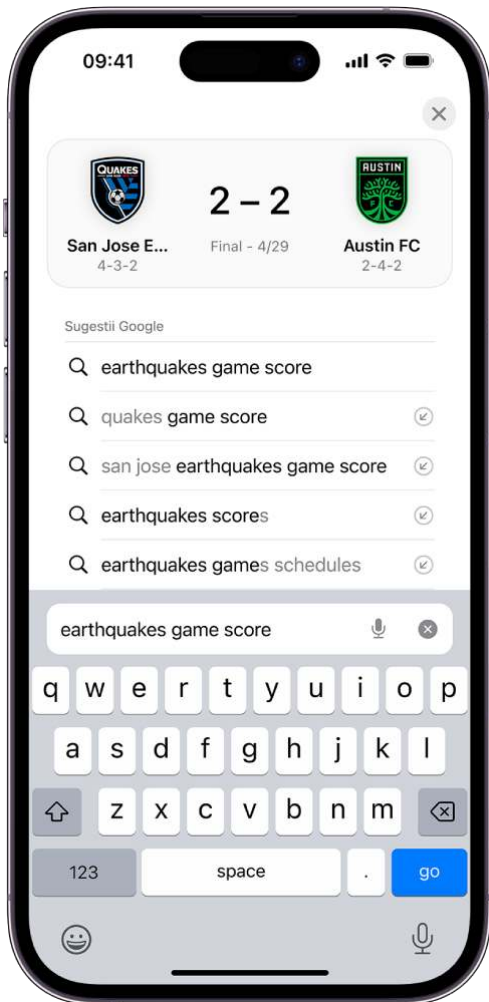 09:41
QUAKES
AUSTIN
2 – 2
San Jose E...
Final - 4/29
Austin FC
4-3-2
2-4-2
Sugestii Google
earthquakes game score
quakes game score
san jose earthquakes game score
earthquakes scores
earthquakes games schedules
earthquakes game score
q w e r t y u i o p
a s d f g h j k l
z x c v b n m
123 space . go